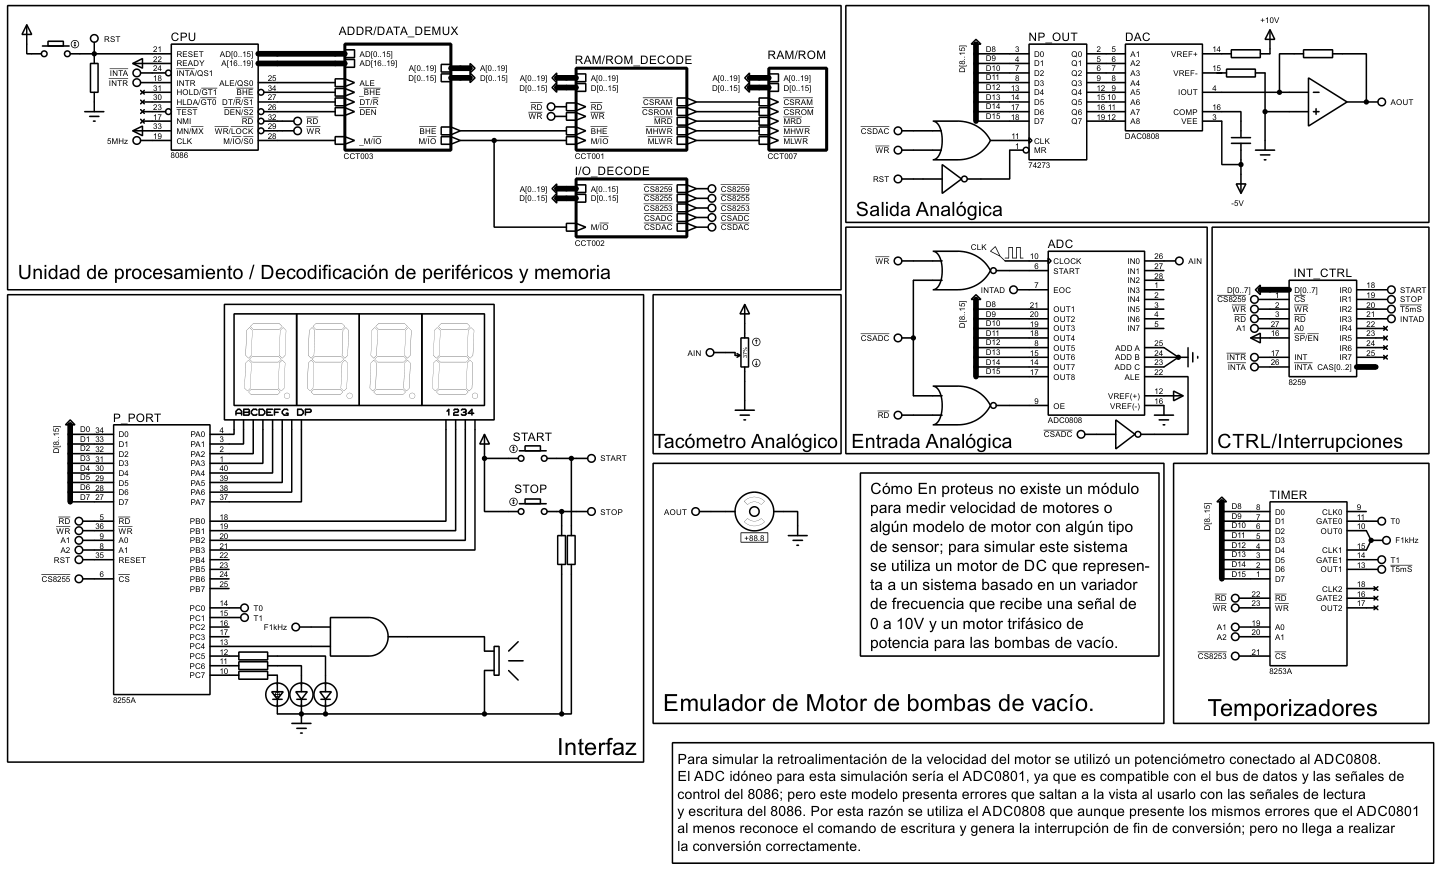 CPU
RST
21 RESET
22 READY
INTA 24 INTA/QS1
INTR 18 INTR
31 HOLD/GT1
30 HLDA/GT0
23 TEST
17 NMI
33 MN/MX
5MHz 19 CLK
AD[0..15]
A[16..19]
ALE/QS0 25
BHE 34
DT/R/S1 27
DEN/S2 26
RD 32 RD
WR/LOCK 29 WR
M/IO/S0 28
8086
ADDR/DATA_DEMUX
AD[0..15] A[0..19] A[0..19]
AD[16..19] D[0..15] D[0..15]
ALE
_BHE
DT/R
DEN
BHE
_M/IO M/IO
CCT003
RAM/ROM_DECODE
A[0..19] A[0..19]
D[0..15] D[0..15]
RD RD CSRAM
WR WR CSROM
MRD
BHE MHWR
M/IO MLWR
CCT001
RAM/ROM
A[0..19]
D[0..15]
CSRAM
CSROM
MRD
MHWR
MLWR
CCT007
I/O_DECODE
A[0..19] A[0..15] CS8259 CS8259
D[0..15] D[0..15] CS8255 CS8255
CS8253 CS8253
CSADC CSADC
M/IO CSDAC CSDAC
CCT002
Unidad de procesamiento / Decodificación de periféricos y memoria
NP_OUT
D[8..15]
D8 3 D0 Q0 2
D9 4 D1 Q1 5
D10 7 D2 Q2 6
D11 8 D3 Q3 9
D12 13 D4 Q4 12
D13 14 D5 Q5 15
D14 17 D6 Q6 16
D15 18 D7 Q7 19
CSDAC
WR
11 CLK
1 MR
RST
74273
DAC
5 A1
6 A2
7 A3
8 A4
9 A5
10 A6
11 A7
12 A8
VREF+ 14
VREF- 15
IOUT 4
COMP 16
VEE 3
DAC0808
+10V
-5V
AOUT
Salida Analógica
ADC
CLK
WR
10 CLOCK
6 START
INTAD 7 EOC
D[8..15]
D8 21 OUT1
D9 20 OUT2
D10 19 OUT3
D11 18 OUT4
D12 8 OUT5
D13 15 OUT6
D14 14 OUT7
D15 17 OUT8
CSADC
RD
9 OE
IN0 26 AIN
IN1 27
IN2 28
IN3 1
IN4 2
IN5 3
IN6 4
IN7 5
ADD A 25
ADD B 24
ADD C 23
ALE 22
VREF(+) 12
VREF(-) 16
ADC0808
CSADC
Entrada Analógica
INT_CTRL
D[0..7] D[0..7]
CS8259 1 CS
WR 2 WR
RD 3 RD
A1 27 A0
16 SP/EN
INTR 17 INT
INTA 26 INTA
IR0 18 START
IR1 19 STOP
IR2 20 T5mS
IR3 21 INTAD
IR4 22
IR5 23
IR6 24
IR7 25
CAS[0..2]
8259
CTRL/Interrupciones
ABCDEFG DP 1234
P_PORT
D[8..15]
D0 34 D0 PA0 4
D1 33 D1 PA1 3
D2 32 D2 PA2 2
D3 31 D3 PA3 1
D4 30 D4 PA4 40
D5 29 D5 PA5 39
D6 28 D6 PA6 38
D7 27 D7 PA7 37
RD 5 RD PB0 18
WR 36 WR PB1 19
A1 9 A0 PB2 20
A2 8 A1 PB3 21
RST 35 RESET PB4 22
PB5 23
CS8255 6 CS PB6 24
PB7 25
PC0 14 T0
PC1 15 T1
PC2 16
PC3 17
PC4 13
PC5 12
PC6 11
PC7 10
F1kHz
8255A
START
START
STOP
STOP
Interfaz
AIN
37%
Tacómetro Analógico
AOUT
+88.8
Cómo En proteus no existe un módulo
para medir velocidad de motores o
algún modelo de motor con algún tipo
de sensor; para simular este sistema
se utiliza un motor de DC que represen-
ta a un sistema basado en un variador
de frecuencia que recibe una señal de
0 a 10V y un motor trifásico de
potencia para las bombas de vacío.
Emulador de Motor de bombas de vacío.
TIMER
D[8..15]
D8 8 D0
D9 7 D1
D10 6 D2
D11 5 D3
D12 4 D4
D13 3 D5
D14 2 D6
D15 1 D7
RD 22 RD
WR 23 WR
A1 19 A0
A2 20 A1
CS8253 21 CS
CLK0 9
GATE0 11 T0
OUT0 10
F1kHz
CLK1 15
GATE1 14 T1
OUT1 13 T5mS
CLK2 18
GATE2 16
OUT2 17
8253A
Temporizadores
Para simular la retroalimentación de la velocidad del motor se utilizó un potenciómetro conectado al ADC0808.
El ADC idóneo para esta simulación sería el ADC0801, ya que es compatible con el bus de datos y las señales de
control del 8086; pero este modelo presenta errores que saltan a la vista al usarlo con las señales de lectura
y escritura del 8086. Por esta razón se utiliza el ADC0808 que aunque presente los mismos errores que el ADC0801
al menos reconoce el comando de escritura y genera la interrupción de fin de conversión; pero no llega a realizar
la conversión correctamente.